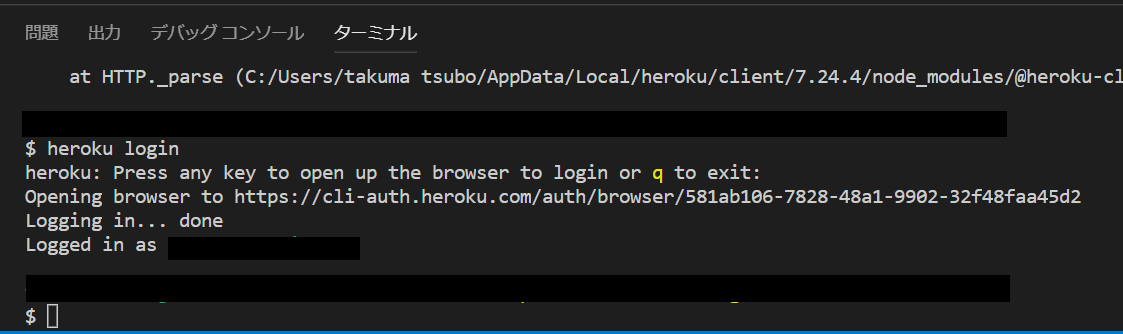 問題 出力 デバッグ コンソール ターミナル
at HTTP._parse (C:/Users/takuma tsubo/AppData/Local/heroku/client/7.24.4/node_modules/@heroku-cl
$ heroku login
heroku: Press any key to open up the browser to login or q to exit:
Opening browser to https://cli-auth.heroku.com/auth/browser/581ab106-7828-48a1-9902-32f48faa45d2
Logging in... done
Logged in as
$